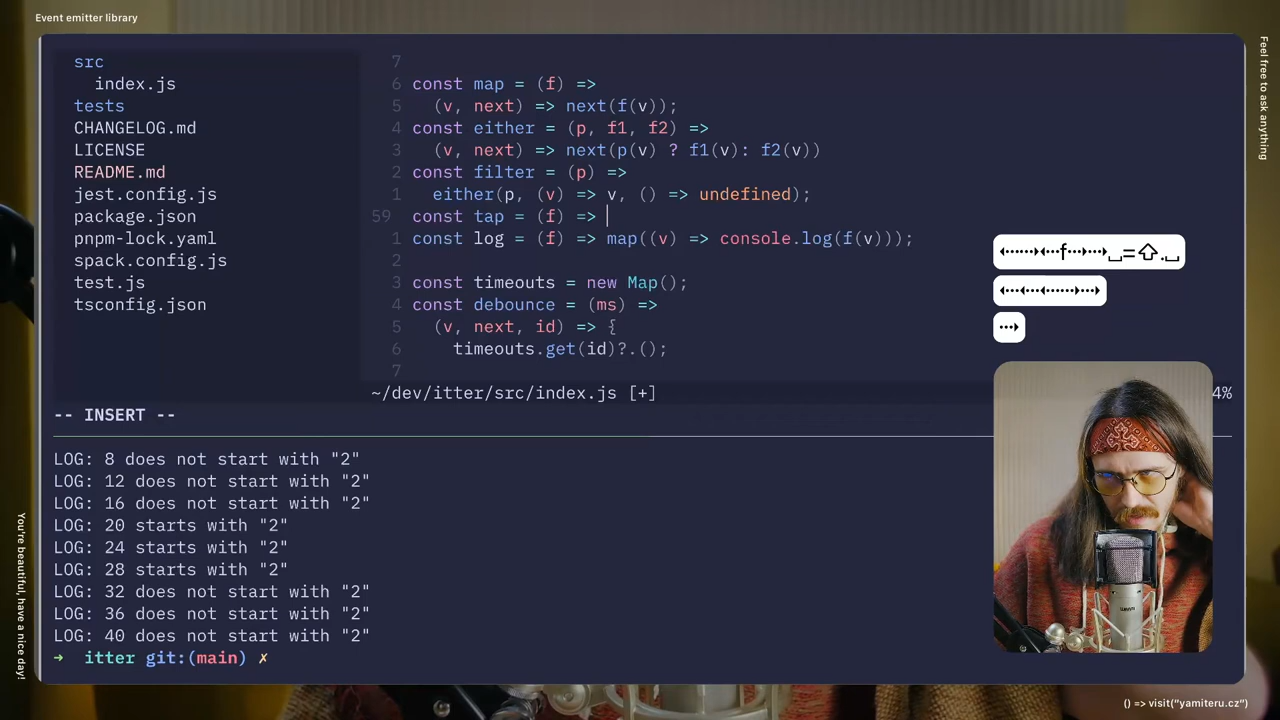 Event emitter library
src
index.js
tests
CHANGELOG.md
LICENSE
README.md
jest.config.js
package.json
pnpm-lock.yaml
spack.config.js
test.js
tsconfig.json
7
6 const map = (f) =>
5 (v, next) => next(f(v));
4 const either = (p, f1, f2) =>
3 (v, next) => next(p(v) ? f1(v): f2(v))
2 const filter = (p) =>
1 either(p, (v) => v, () => undefined);
59 const tap = (f) =>
1 const log = (f) => map((v) => console.log(f(v)));
2
3 const timeouts = new Map();
4 const debounce = (ms) =>
5 (v, next, id) => {
6 timeouts.get(id)?.();
7
~/dev/itter/src/index.js [+]
4%
-- INSERT --
LOG: 8 does not start with "2"
LOG: 12 does not start with "2"
LOG: 16 does not start with "2"
LOG: 20 starts with "2"
LOG: 24 starts with "2"
LOG: 28 starts with "2"
LOG: 32 does not start with "2"
LOG: 36 does not start with "2"
LOG: 40 does not start with "2"
➜ itter git:(main) ✗
Feel free to ask anything
You're beautiful, have a nice day!
() => visit("yamiteru.cz")